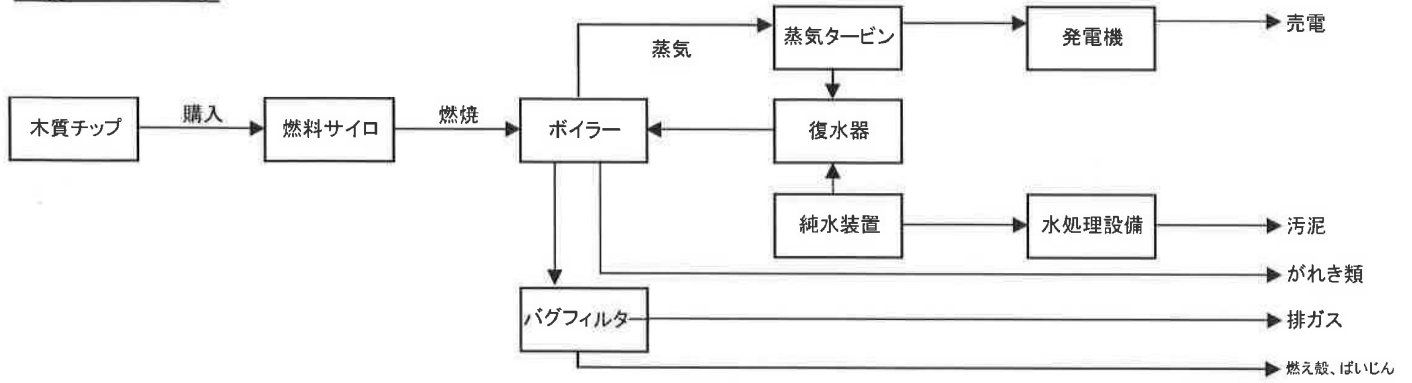 蒸気タービン
発電機
売電
蒸気
木質チップ
購入
燃料サイロ
燃焼
ボイラー
復水器
純水装置
水処理設備
汚泥
がれき類
バグフィルタ
排ガス
燃え殻、ばいじん